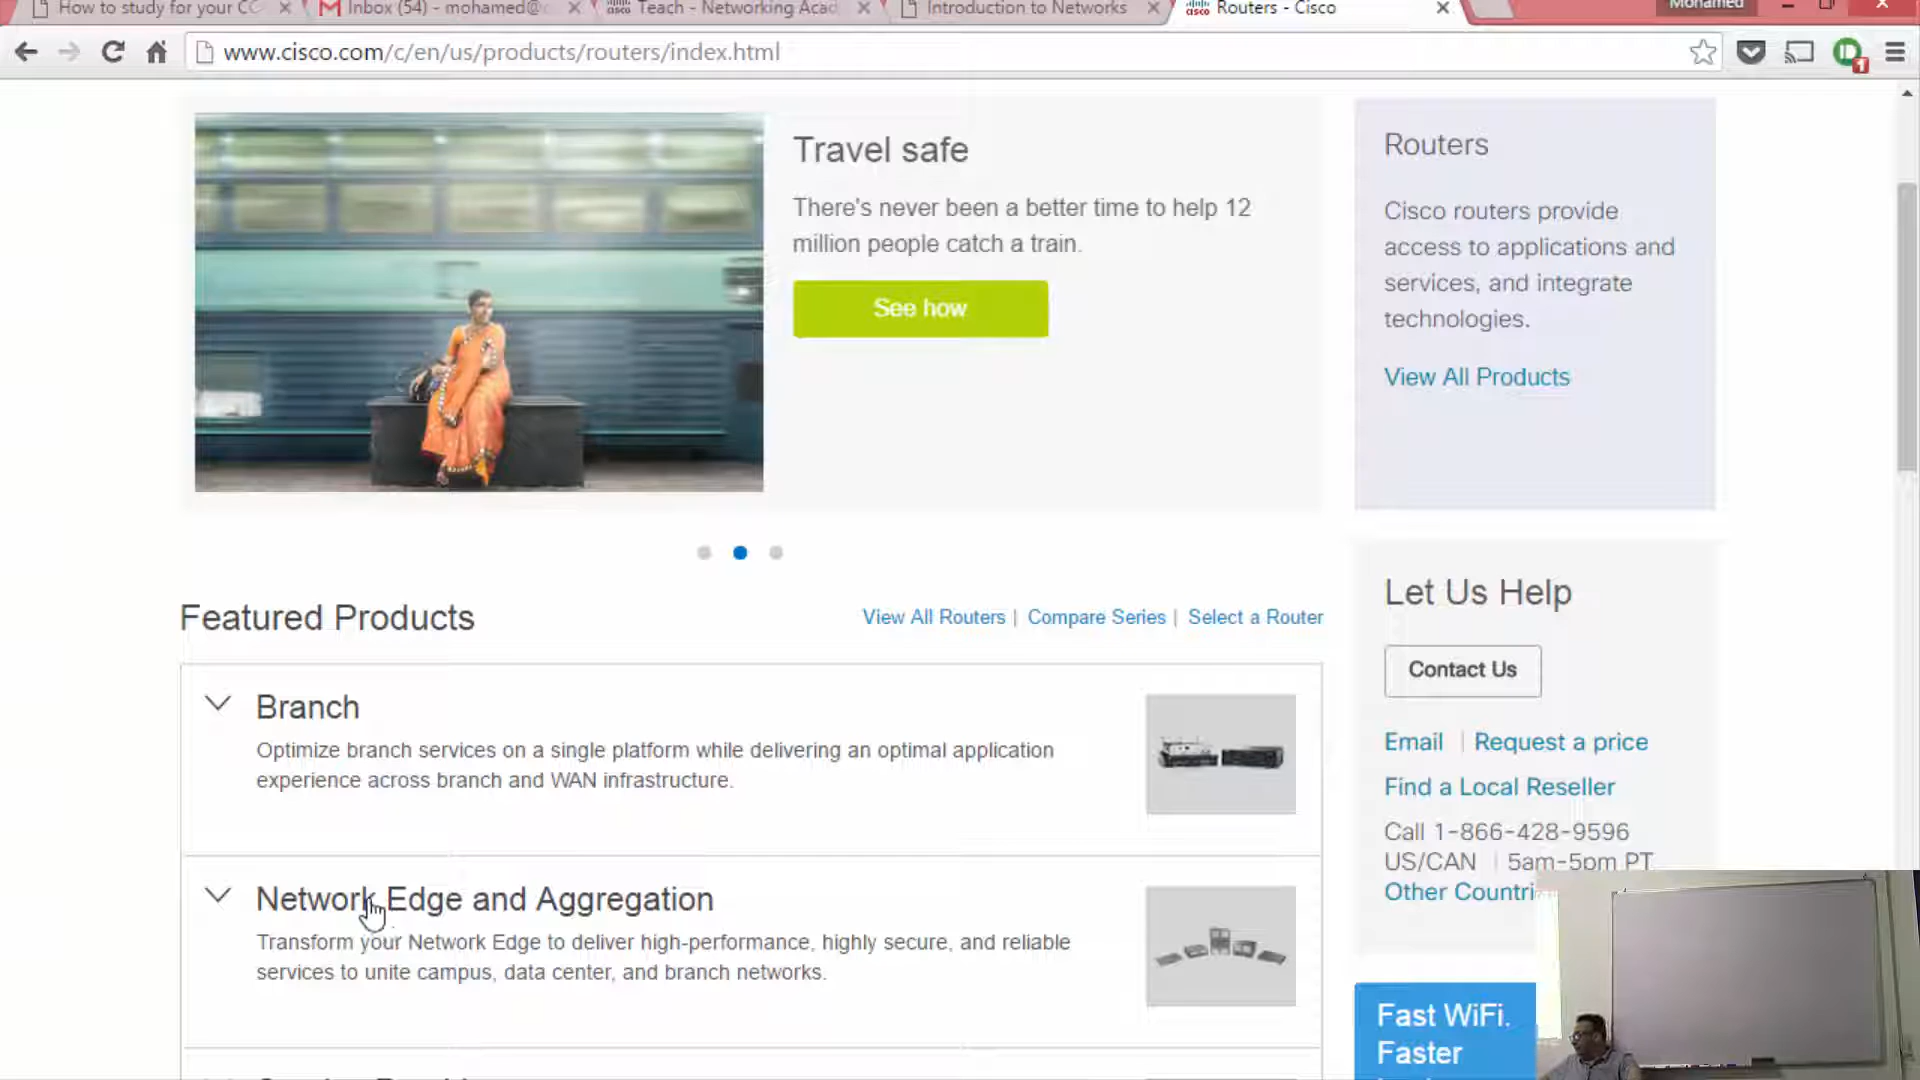 How to study for your CC
Inbox (54) - mohamed@
cisco
Teach - Networking Acad
Introduction to Networks
cisco
Routers - Cisco
Mohamed
www.cisco.com/c/en/us/products/routers/index.html
1
Travel safe
There's never been a better time to help 12
million people catch a train.
See how
Routers
Cisco routers provide
access to applications and
services, and integrate
technologies.
View All Products
Featured Products
View All Routers | Compare Series | Select a Router
Branch
Optimize branch services on a single platform while delivering an optimal application
experience across branch and WAN infrastructure.
Network Edge and Aggregation
Transform your Network Edge to deliver high-performance, highly secure, and reliable
services to unite campus, data center, and branch networks.
Let Us Help
Contact Us
Email | Request a price
Find a Local Reseller
Call 1-866-428-9596
US/CAN | 5am-5pm PT
Other Countri
Fast WiFi.
Faster